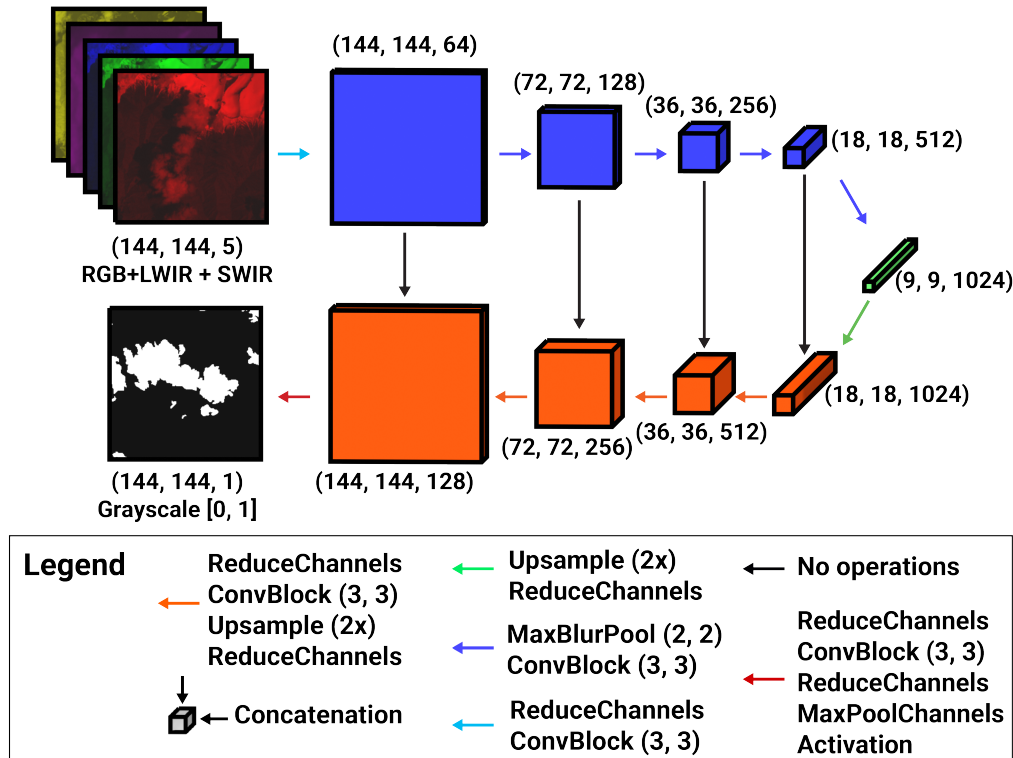 (144, 144, 64)
(72, 72, 128)
(36, 36, 256)
(18, 18, 512)
(144, 144, 5)
RGB+LWIR + SWIR
(9, 9, 1024)
(18, 18, 1024)
(36, 36, 512)
(72, 72, 256)
(144, 144, 128)
(144, 144, 1)
Grayscale [0, 1]
Legend
ReduceChannels
ConvBlock (3, 3)
Upsample (2x)
ReduceChannels
Concatenation
Upsample (2x)
ReduceChannels
MaxBlurPool (2, 2)
ConvBlock (3, 3)
ReduceChannels
ConvBlock (3, 3)
No operations
ReduceChannels
ConvBlock (3, 3)
ReduceChannels
MaxPoolChannels
Activation